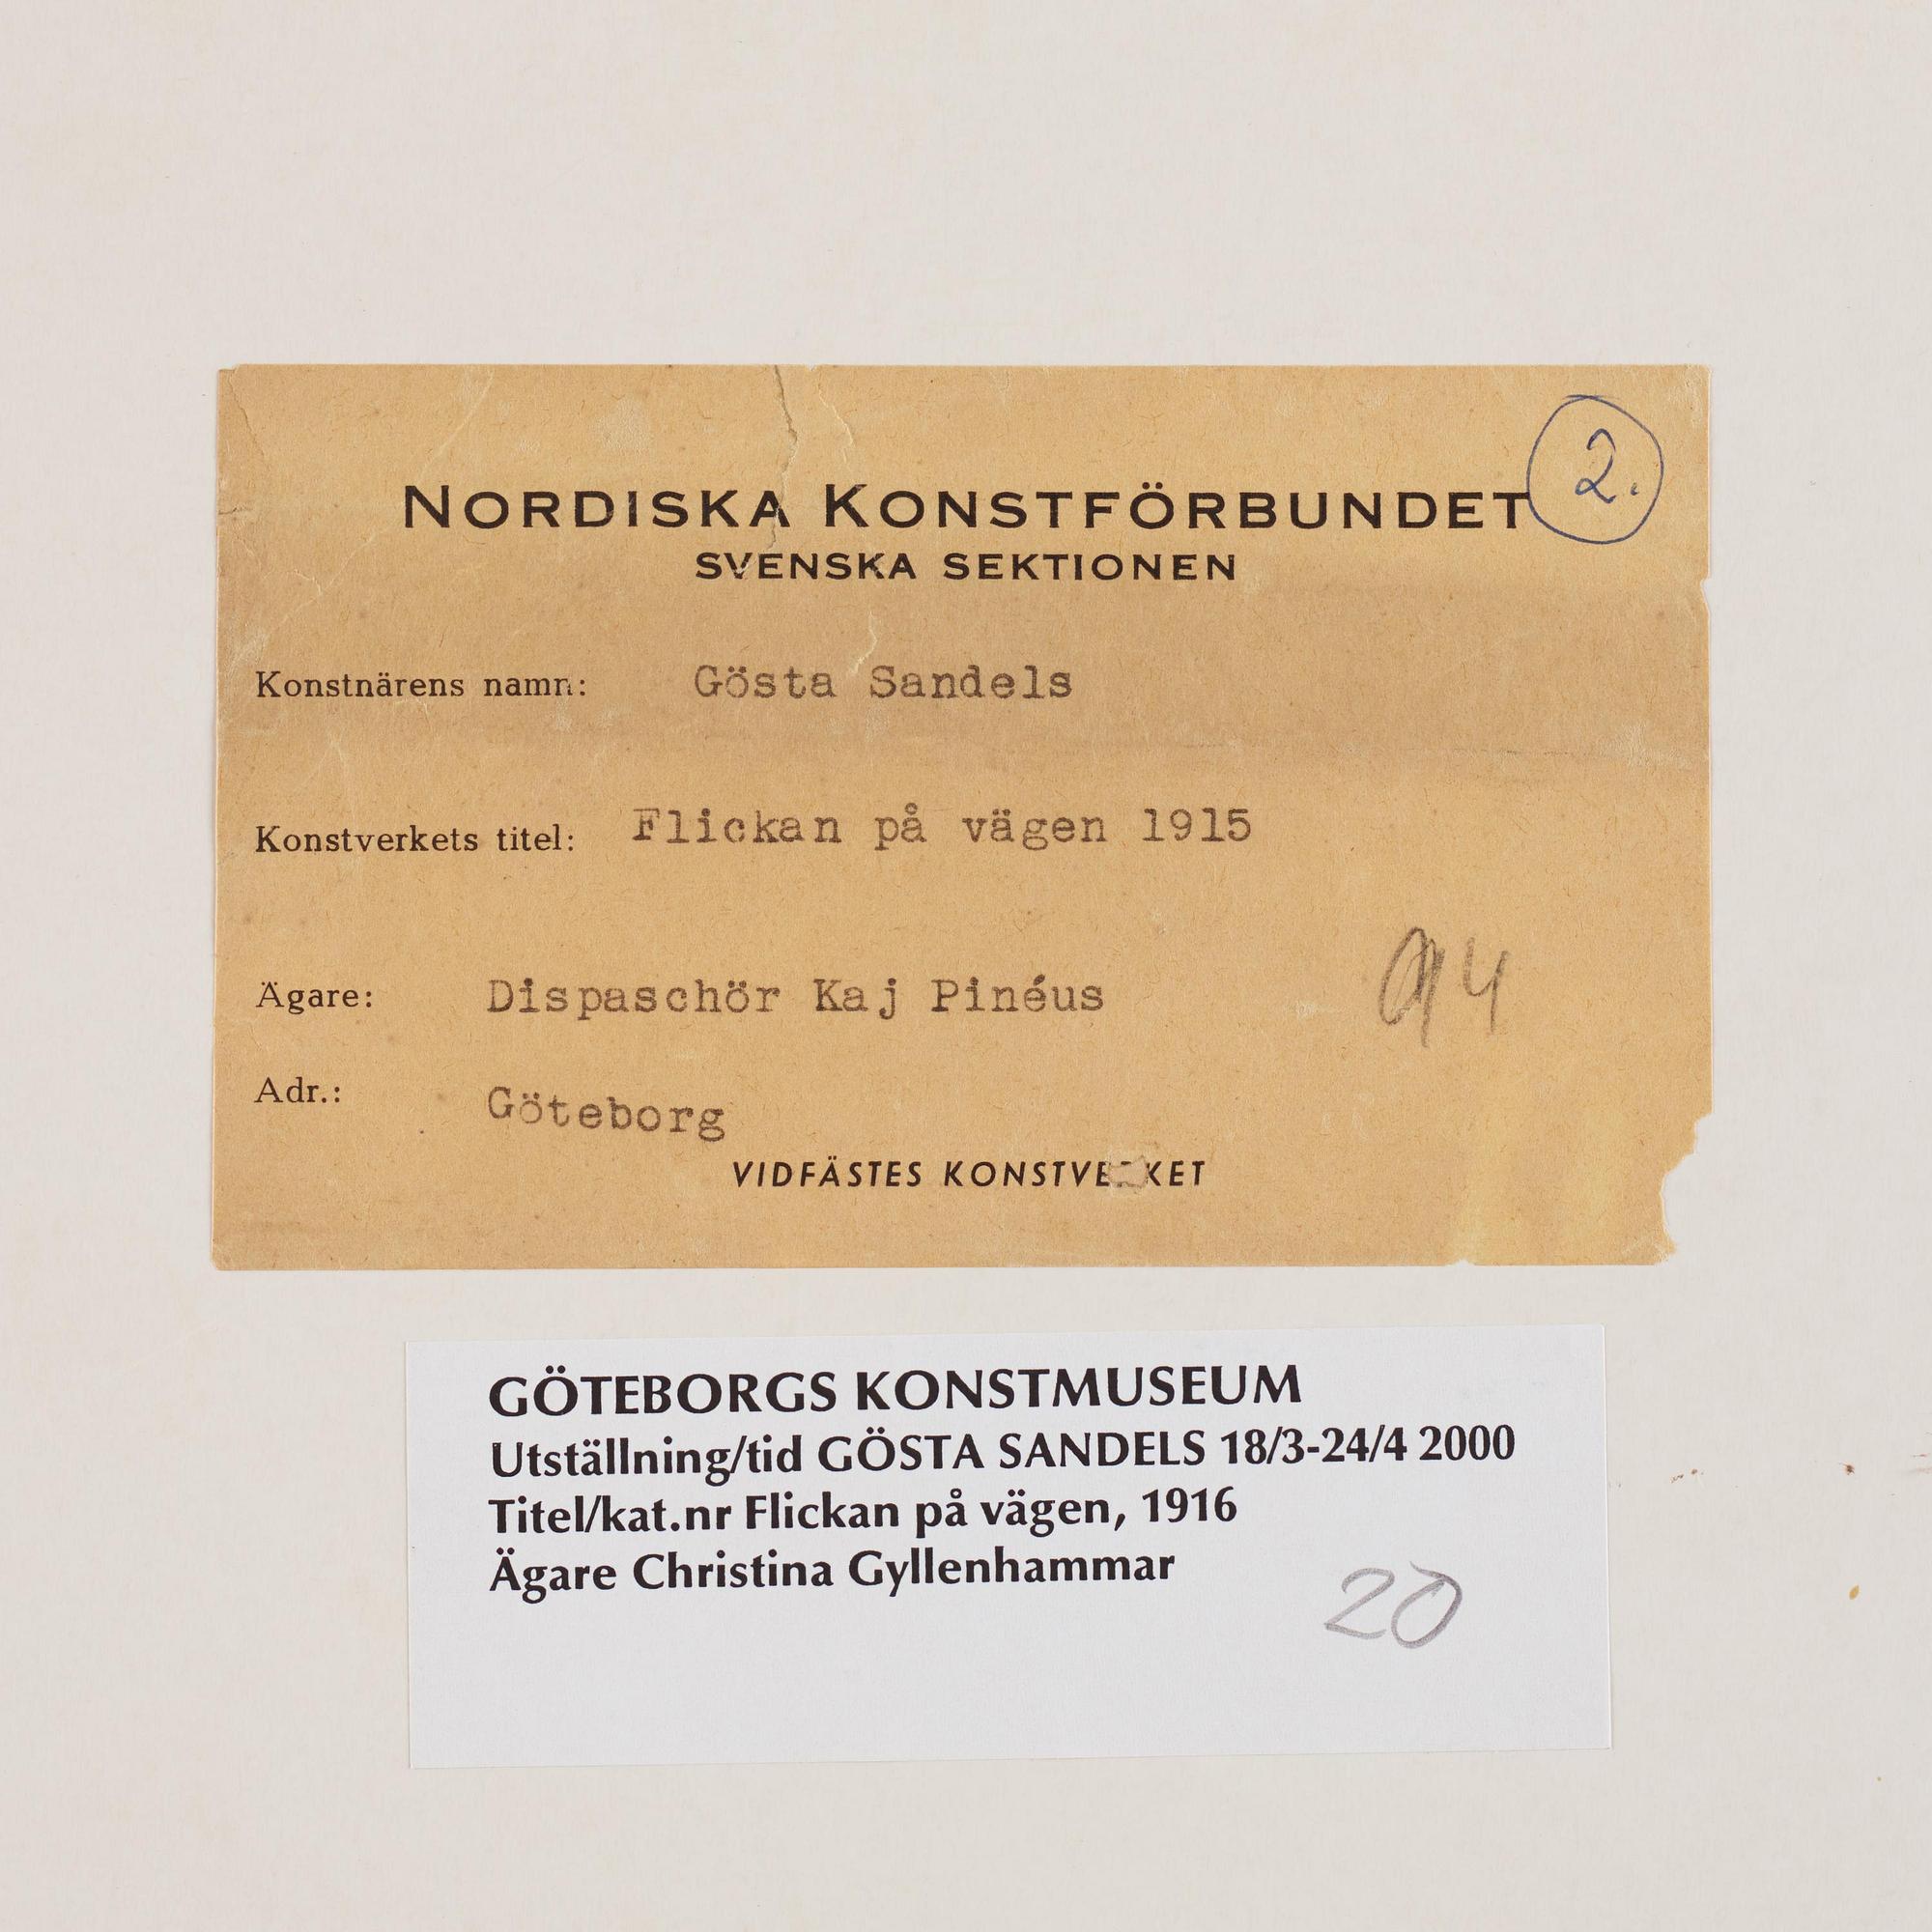 2.
NORDISKA KONSTFÖRBUNDET
SVENSKA SEKTIONEN
Konstnärens namn: Gösta Sandels
Konstverkets titel: Flickan på vägen 1915
Ägare: Dispaschör Kaj Pinéus
Adr.: Göteborg
VIDFÄSTES KONSTVERKET
GÖTEBORGS KONSTMUSEUM
Utställning/tid GÖSTA SANDELS 18/3-24/4 2000
Titel/kat.nr Flickan på vägen, 1916
Ägare Christina Gyllenhammar
20